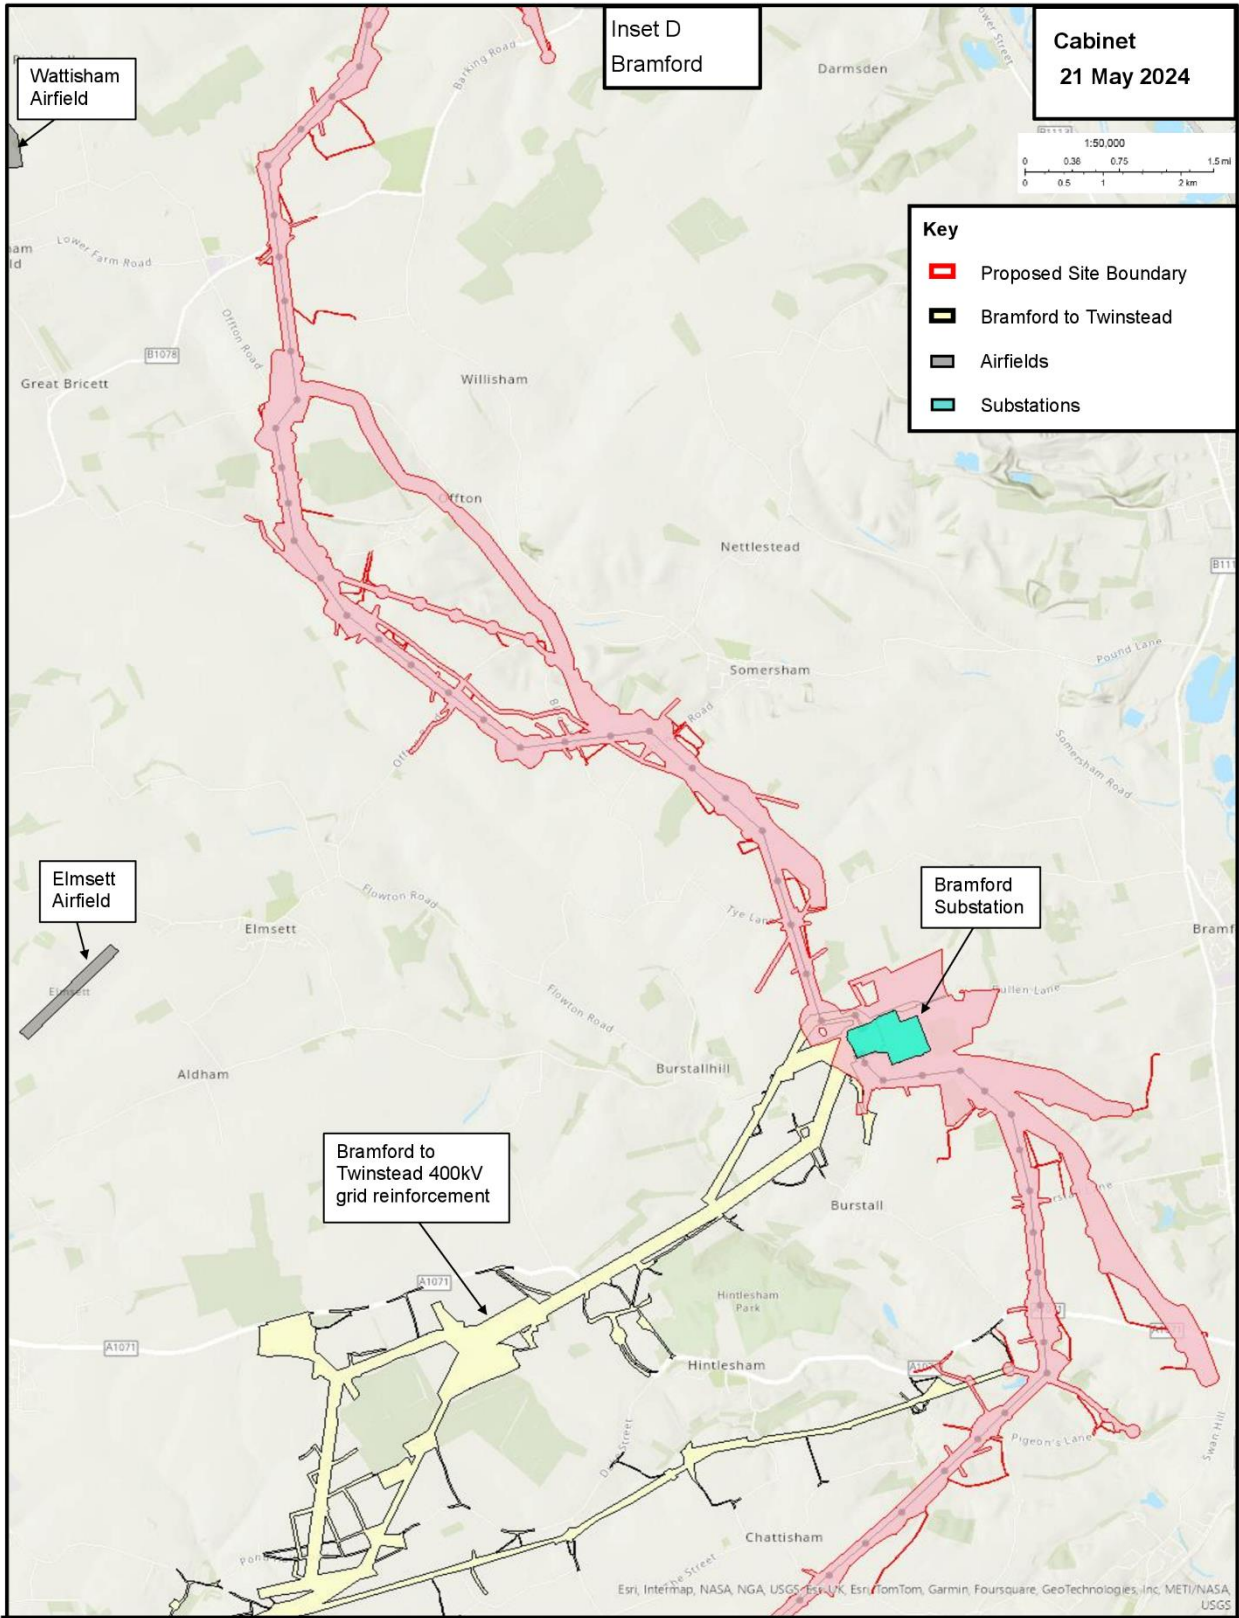 Inset D
Bramford
Cabinet
21 May 2024
1:50,000
0 0.38 0.75 1.5 mi
0 0.5 1 2 km
Key
Proposed Site Boundary
Bramford to Twinstead
Airfields
Substations
Wattisham
Airfield
Barking Road
Darmsden
Lower Farm Road
Offton Road
B1078
Great Bricett
Willisham
Offton
Nettlestead
Somersham
Pound Lane
Somersham Road
Road
Elmsett
Airfield
Elmsett
Elmsett
Flowton Road
Tye Lane
Bramford
Substation
Bullen Lane
Flowton Road
Aldham
Burstallhill
Bramford to
Twinstead 400kV
grid reinforcement
Burstall
A1071
Hintlesham
Park
A1071
Hintlesham
Pigeon's Lane
Swan Hill
Chattisham
The Street
Esri, Intermap, NASA, NGA, USGS, Esri UK, Esri, TomTom, Garmin, Foursquare, GeoTechnologies, Inc, METI/NASA,
USGS